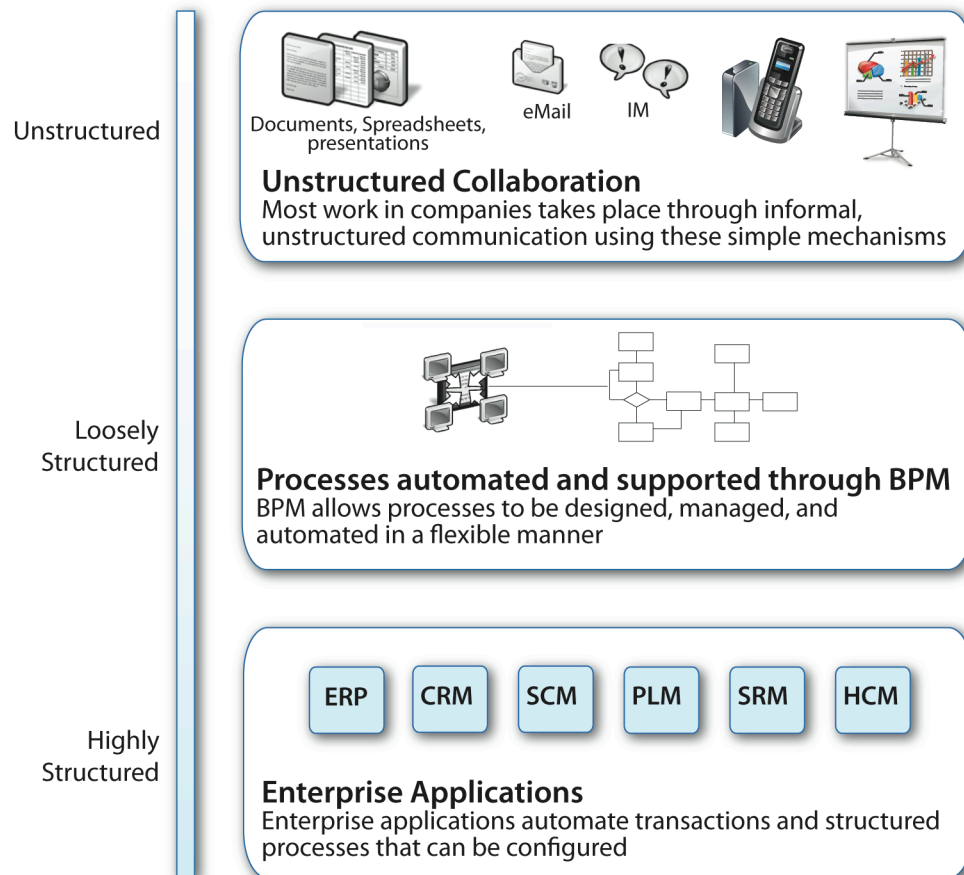 Unstructured
Documents, Spreadsheets,
presentations
eMail
IM
Unstructured Collaboration
Most work in companies takes place through informal,
unstructured communication using these simple mechanisms
Loosely
Structured
Processes automated and supported through BPM
BPM allows processes to be designed, managed, and
automated in a flexible manner
Highly
Structured
ERP
CRM
SCM
PLM
SRM
HCM
Enterprise Applications
Enterprise applications automate transactions and structured
processes that can be configured